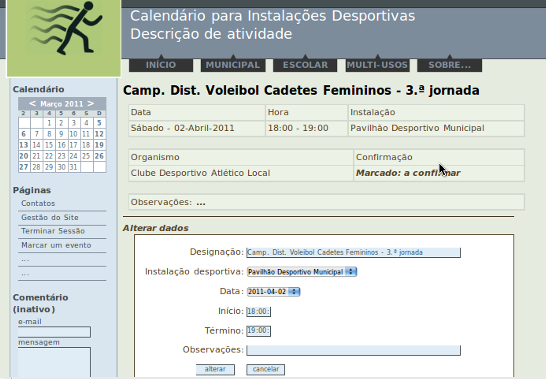 Calendário para Instalações Desportivas
Descrição de atividade
INÍCIO MUNICIPAL ESCOLAR MULTI-USOS SOBRE...
Calendário
< Março 2011 >
2 3 4 5 6 S D
1 2 3 4 5
6 7 8 9 10 11 12
13 14 15 16 17 18 19
20 21 22 23 24 25 26
27 28 29 30 31
Páginas
Contatos
Gestão do Site
Terminar Sessão
Marcar um evento
...
...
Comentário
(inativo)
e-mail
mensagem
Camp. Dist. Voleibol Cadetes Femininos - 3.ª jornada
Data Hora Instalação
Sábado - 02-Abril-2011 18:00 - 19:00 Pavilhão Desportivo Municipal
Organismo Confirmação
Clube Desportivo Atlético Local Marcado: a confirmar
Observações: ...
Alterar dados
Designação: Camp. Dist. Voleibol Cadetes Femininos - 3.ª jornada
Instalação desportiva: Pavilhão Desportivo Municipal
Data: 2011-04-02
Início: 18:00:
Término: 19:00:
Observações:
alterar cancelar